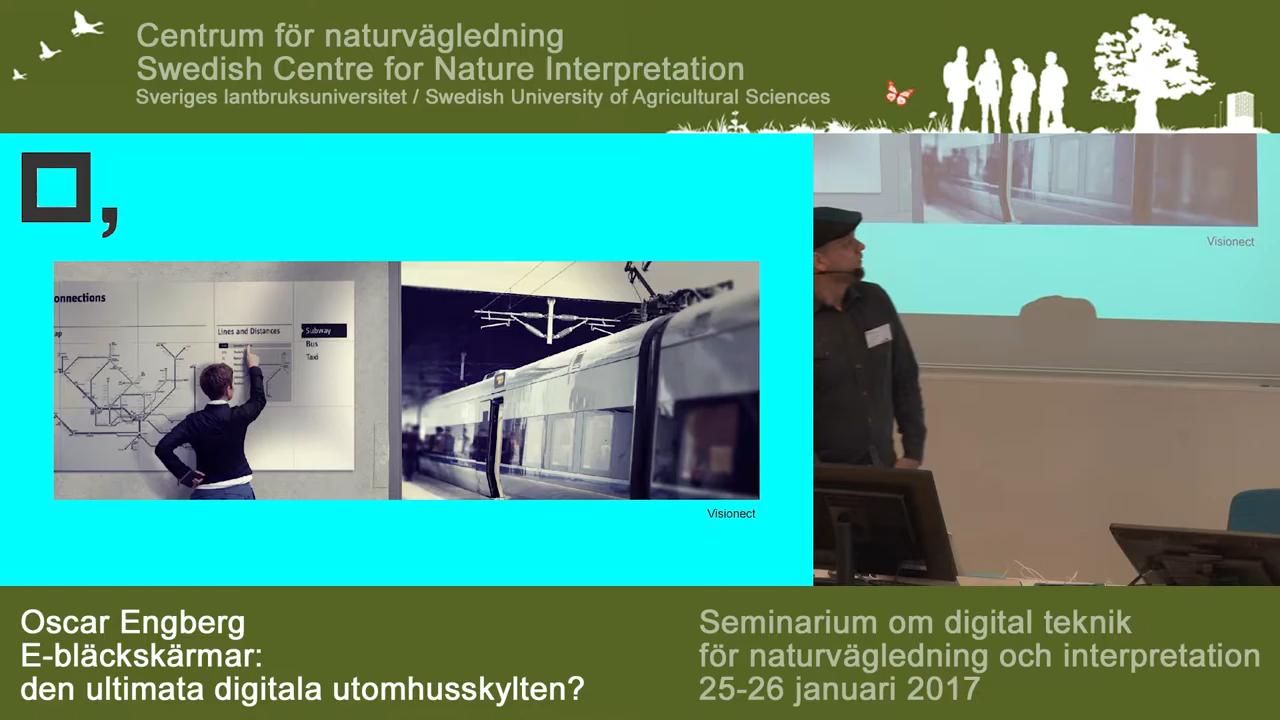 Centrum för naturvägledning
Swedish Centre for Nature Interpretation
Sveriges lantbruksuniversitet / Swedish University of Agricultural Sciences
onnections
Lines and Distances
Subway
Bus
Taxi
Visionect
Visionect
Oscar Engberg
E-bläckskärmar:
den ultimata digitala utomhusskylten?
Seminarium om digital teknik
för naturvägledning och interpretation
25-26 januari 2017